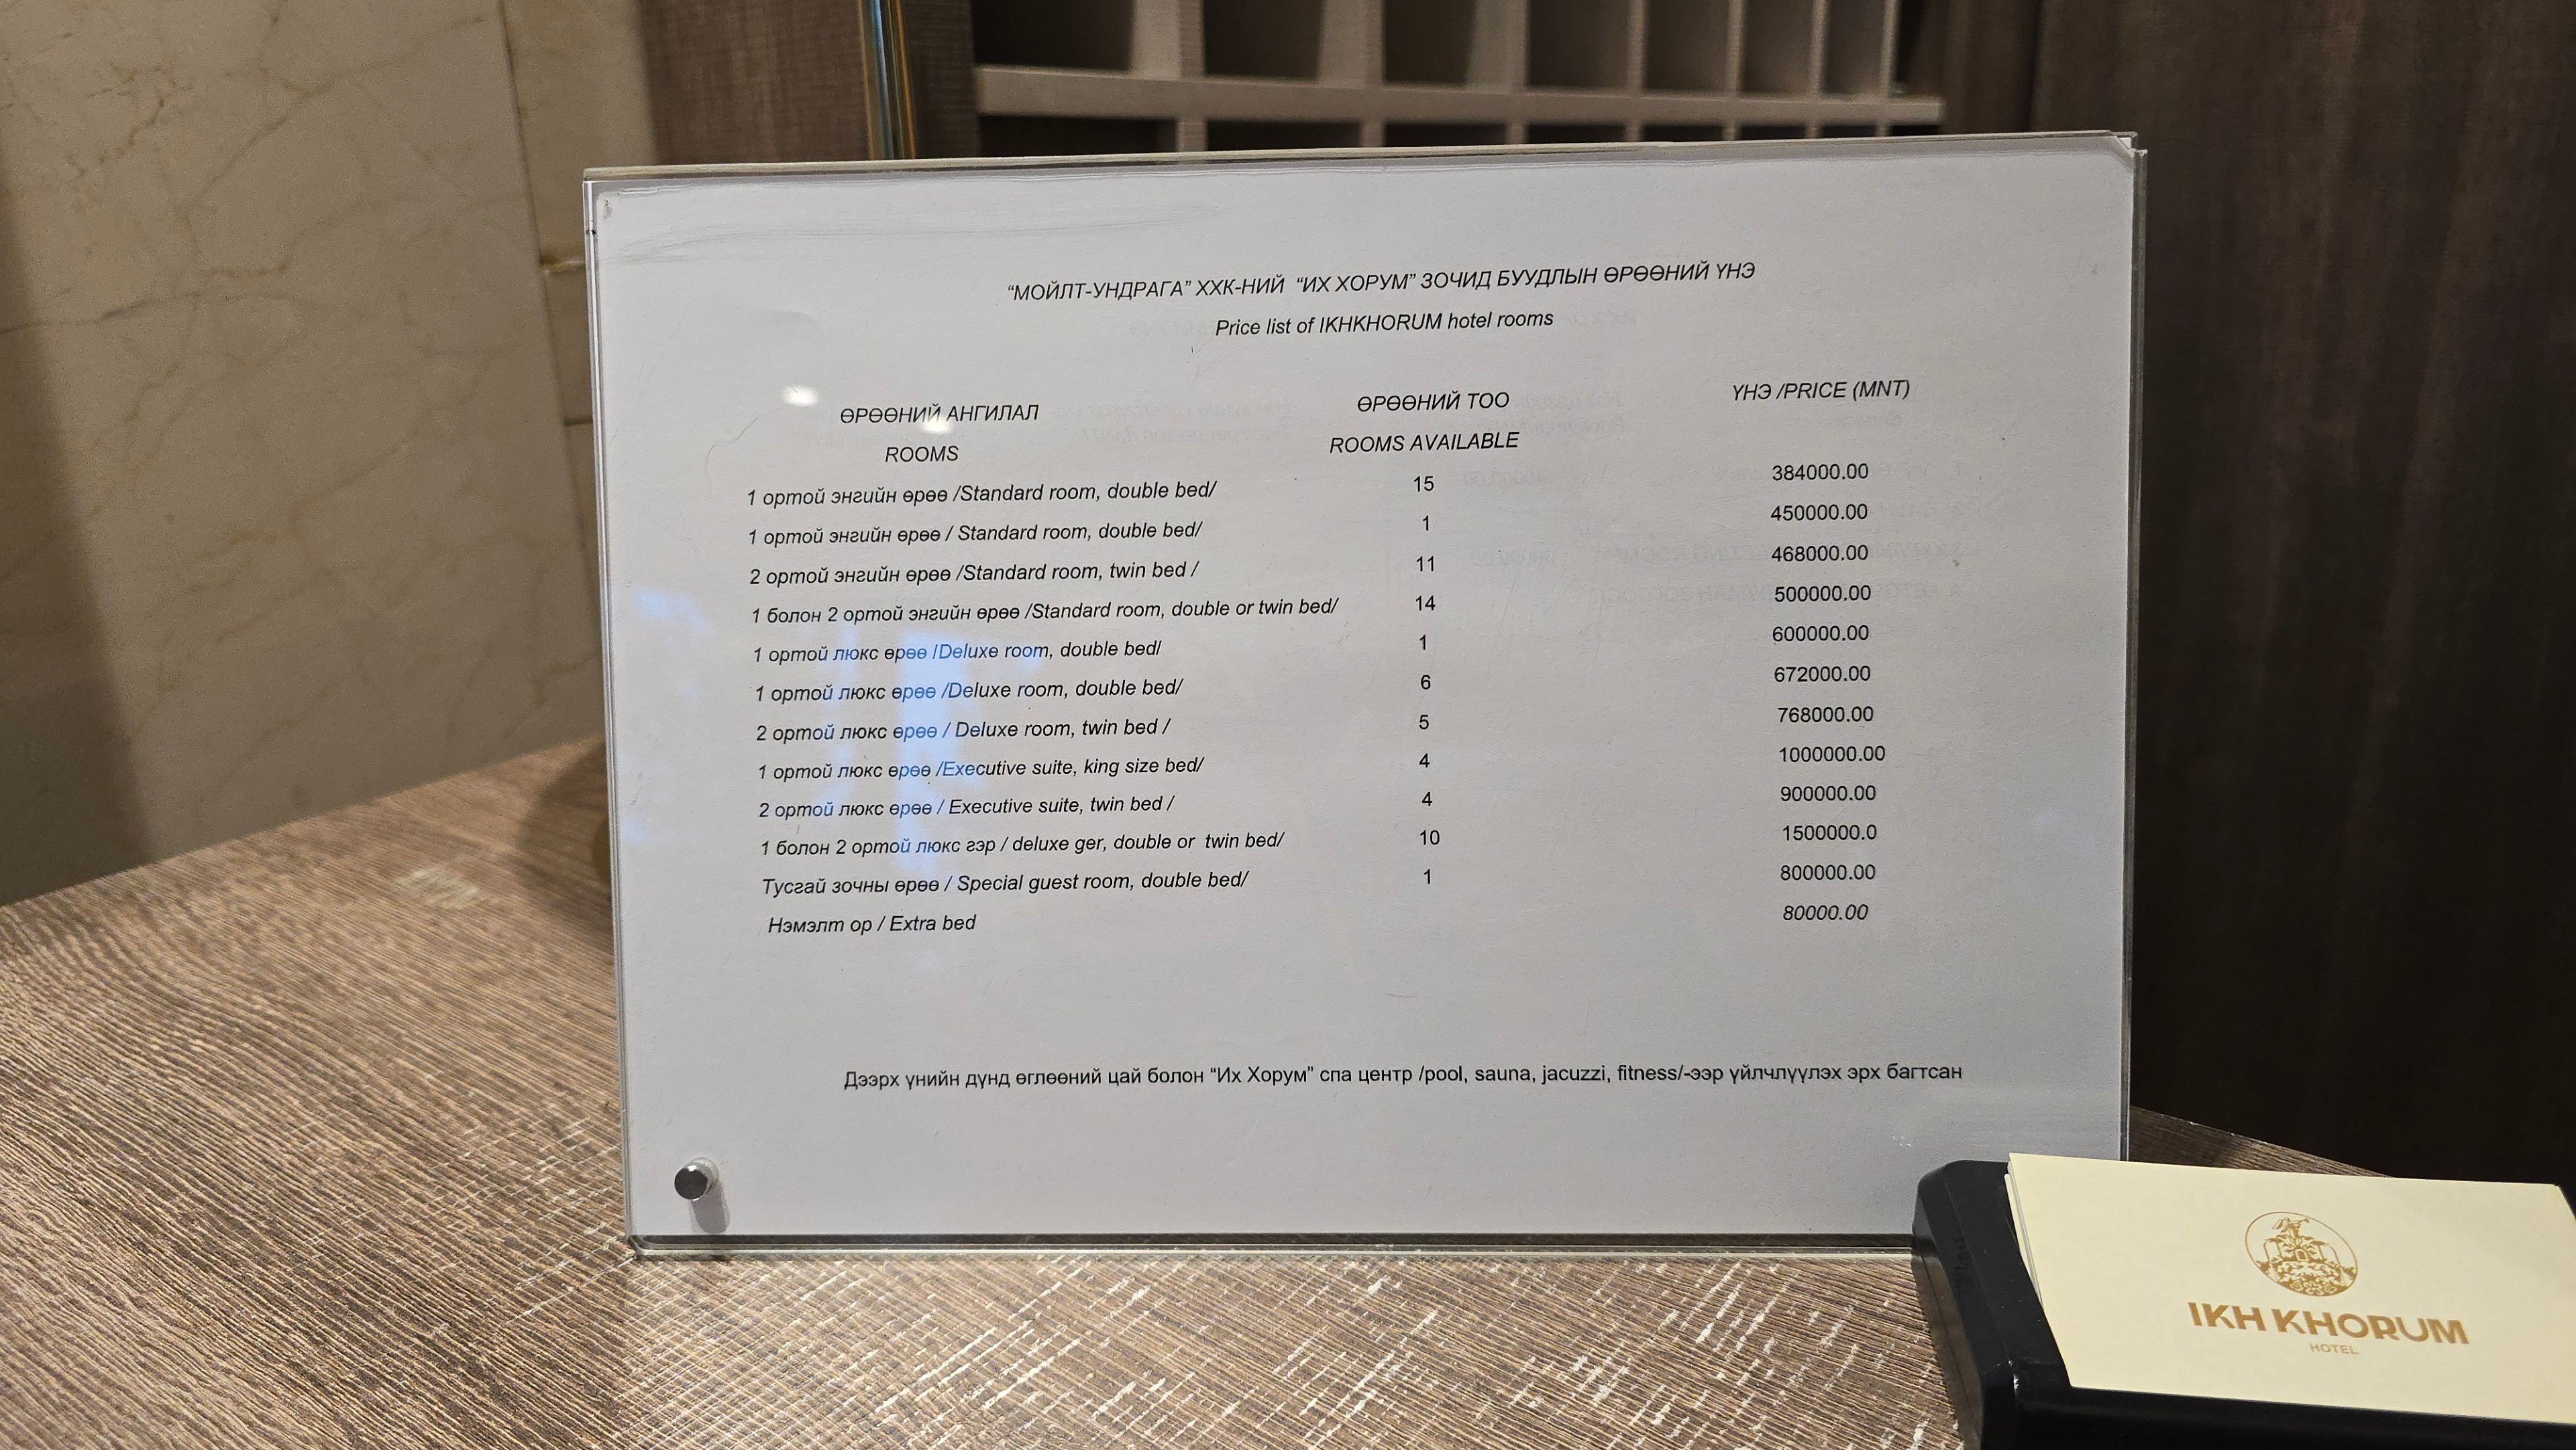 “МОЙЛТ-УНДРАГА” ХХК-НИЙ “ИХ ХОРУМ” ЗОЧИД БУУДЛЫН ӨРӨӨНИЙ ҮНЭ
Price list of IKHKHORUM hotel rooms
ӨРӨӨНИЙ АНГИЛАЛ ӨРӨӨНИЙ ТОО ҮНЭ /PRICE (MNT)
ROOMS ROOMS AVAILABLE
1 ортой энгийн өрөө /Standard room, double bed/ 15 384000.00
1 ортой энгийн өрөө / Standard room, double bed/ 1 450000.00
2 ортой энгийн өрөө /Standard room, twin bed / 11 468000.00
1 болон 2 ортой энгийн өрөө /Standard room, double or twin bed/ 14 500000.00
1 ортой люкс өрөө /Deluxe room, double bed/ 1 600000.00
1 ортой люкс өрөө /Deluxe room, double bed/ 6 672000.00
2 ортой люкс өрөө / Deluxe room, twin bed / 5 768000.00
1 ортой люкс өрөө /Executive suite, king size bed/ 4 1000000.00
2 ортой люкс өрөө / Executive suite, twin bed / 4 900000.00
1 болон 2 ортой люкс гэр / deluxe ger, double or twin bed/ 10 1500000.0
Тусгай зочны өрөө / Special guest room, double bed/ 1 800000.00
Нэмэлт ор / Extra bed 80000.00
Дээрх үнийн дүнд өглөөний цай болон “Их Хорум” спа центр /pool, sauna, jacuzzi, fitness/-ээр үйлчлүүлэх эрх багтсан
IKH KHORUM
HOTEL